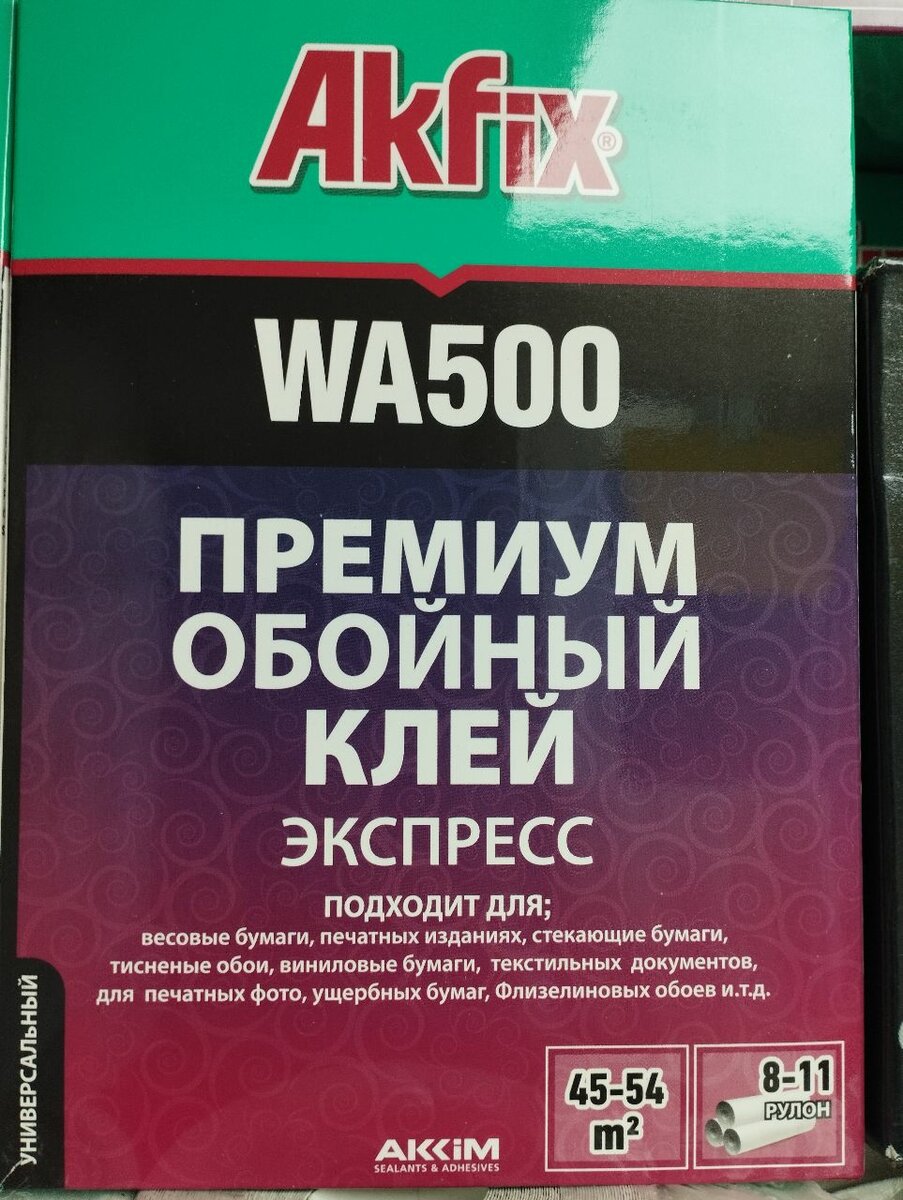 Akfix®
WA500
ПРЕМИУМ
ОБОЙНЫЙ
КЛЕЙ
ЭКСПРЕСС
ПОДХОДИТ ДЛЯ;
весовые бумаги, печатных изданиях, стекающие бумаги,
тисненые обои, виниловые бумаги, текстильных документов,
для печатных фото, ущербных бумаг, Флизелиновых обоев и.т.д.
УНИВЕРСАЛЬНЫЙ
45-54
m²
8-11
РУЛОН
AKKİM
SEALANTS & ADHESIVES